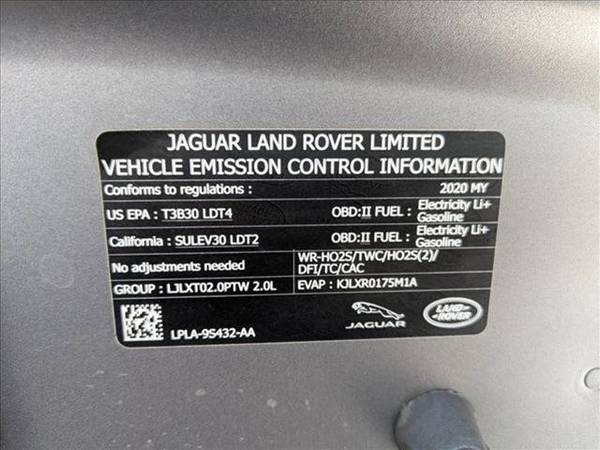 JAGUAR LAND ROVER LIMITED
VEHICLE EMISSION CONTROL INFORMATION
Conforms to regulations : 2020 MY
US EPA : T3B30 LDT4 OBD:II FUEL : Electricity Li+ Gasoline
California : SULEV30 LDT2 OBD:II FUEL : Electricity Li+ Gasoline
No adjustments needed WR-HO2S/TWC/HO2S(2)/
DFI/TC/CAC
GROUP : LJLXT02.0PTW 2.0L EVAP : KJLXR0175M1A
LPLA-9S432-AA
JAGUAR
LAND ROVER